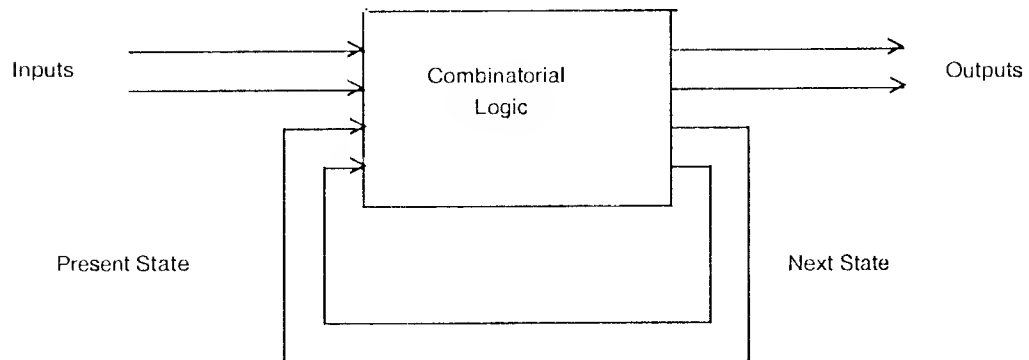 Inputs
Combinatorial
Logic
Outputs
Present State
Next State